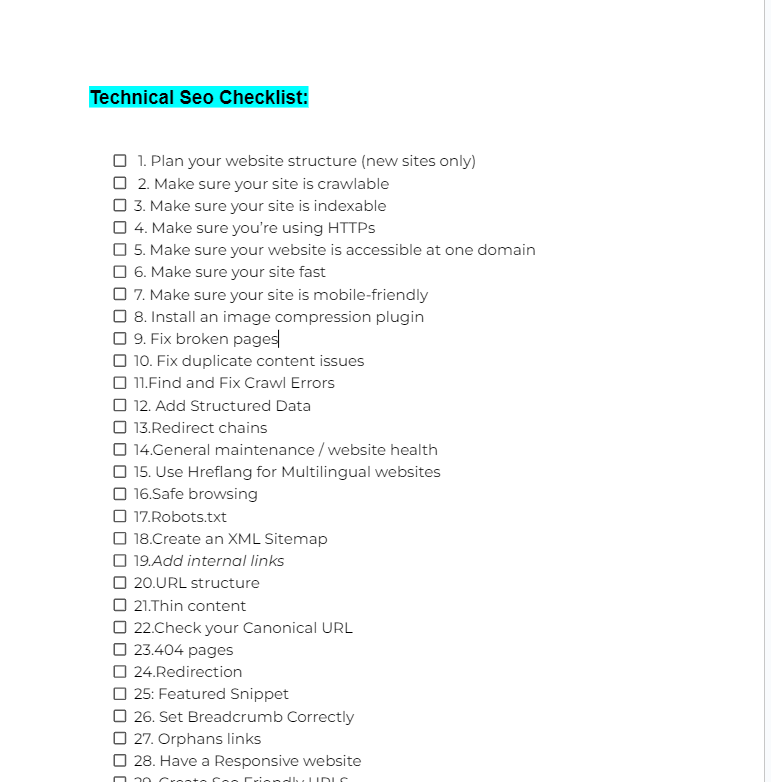 Technical Seo Checklist:
1. Plan your website structure (new sites only)
2. Make sure your site is crawlable
3. Make sure your site is indexable
4. Make sure you’re using HTTPs
5. Make sure your website is accessible at one domain
6. Make sure your site fast
7. Make sure your site is mobile-friendly
8. Install an image compression plugin
9. Fix broken pages
10. Fix duplicate content issues
11.Find and Fix Crawl Errors
12. Add Structured Data
13.Redirect chains
14.General maintenance / website health
15. Use Hreflang for Multilingual websites
16.Safe browsing
17.Robots.txt
18.Create an XML Sitemap
19.Add internal links
20.URL structure
21.Thin content
22.Check your Canonical URL
23.404 pages
24.Redirection
25: Featured Snippet
26. Set Breadcrumb Correctly
27. Orphans links
28. Have a Responsive website
29. Create Seo Friendly URLS